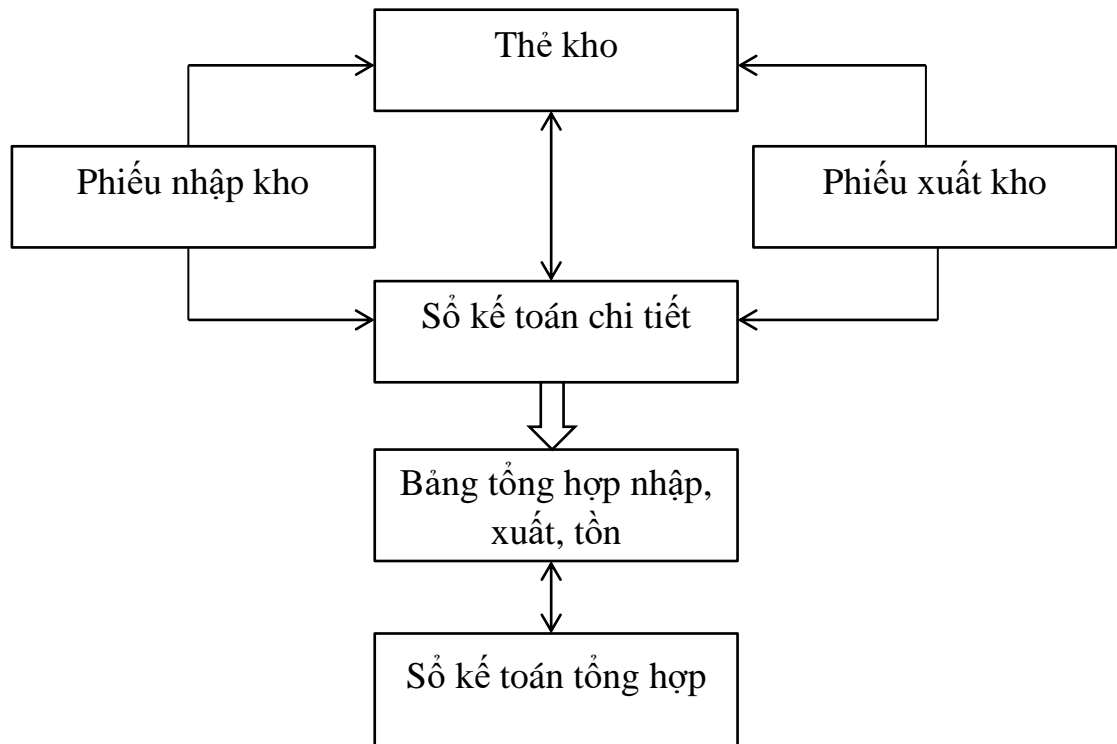 Thẻ kho
Phiếu nhập kho
Phiếu xuất kho
Sổ kế toán chi tiết
Bảng tổng hợp nhập,
xuất, tồn
Sổ kế toán tổng hợp